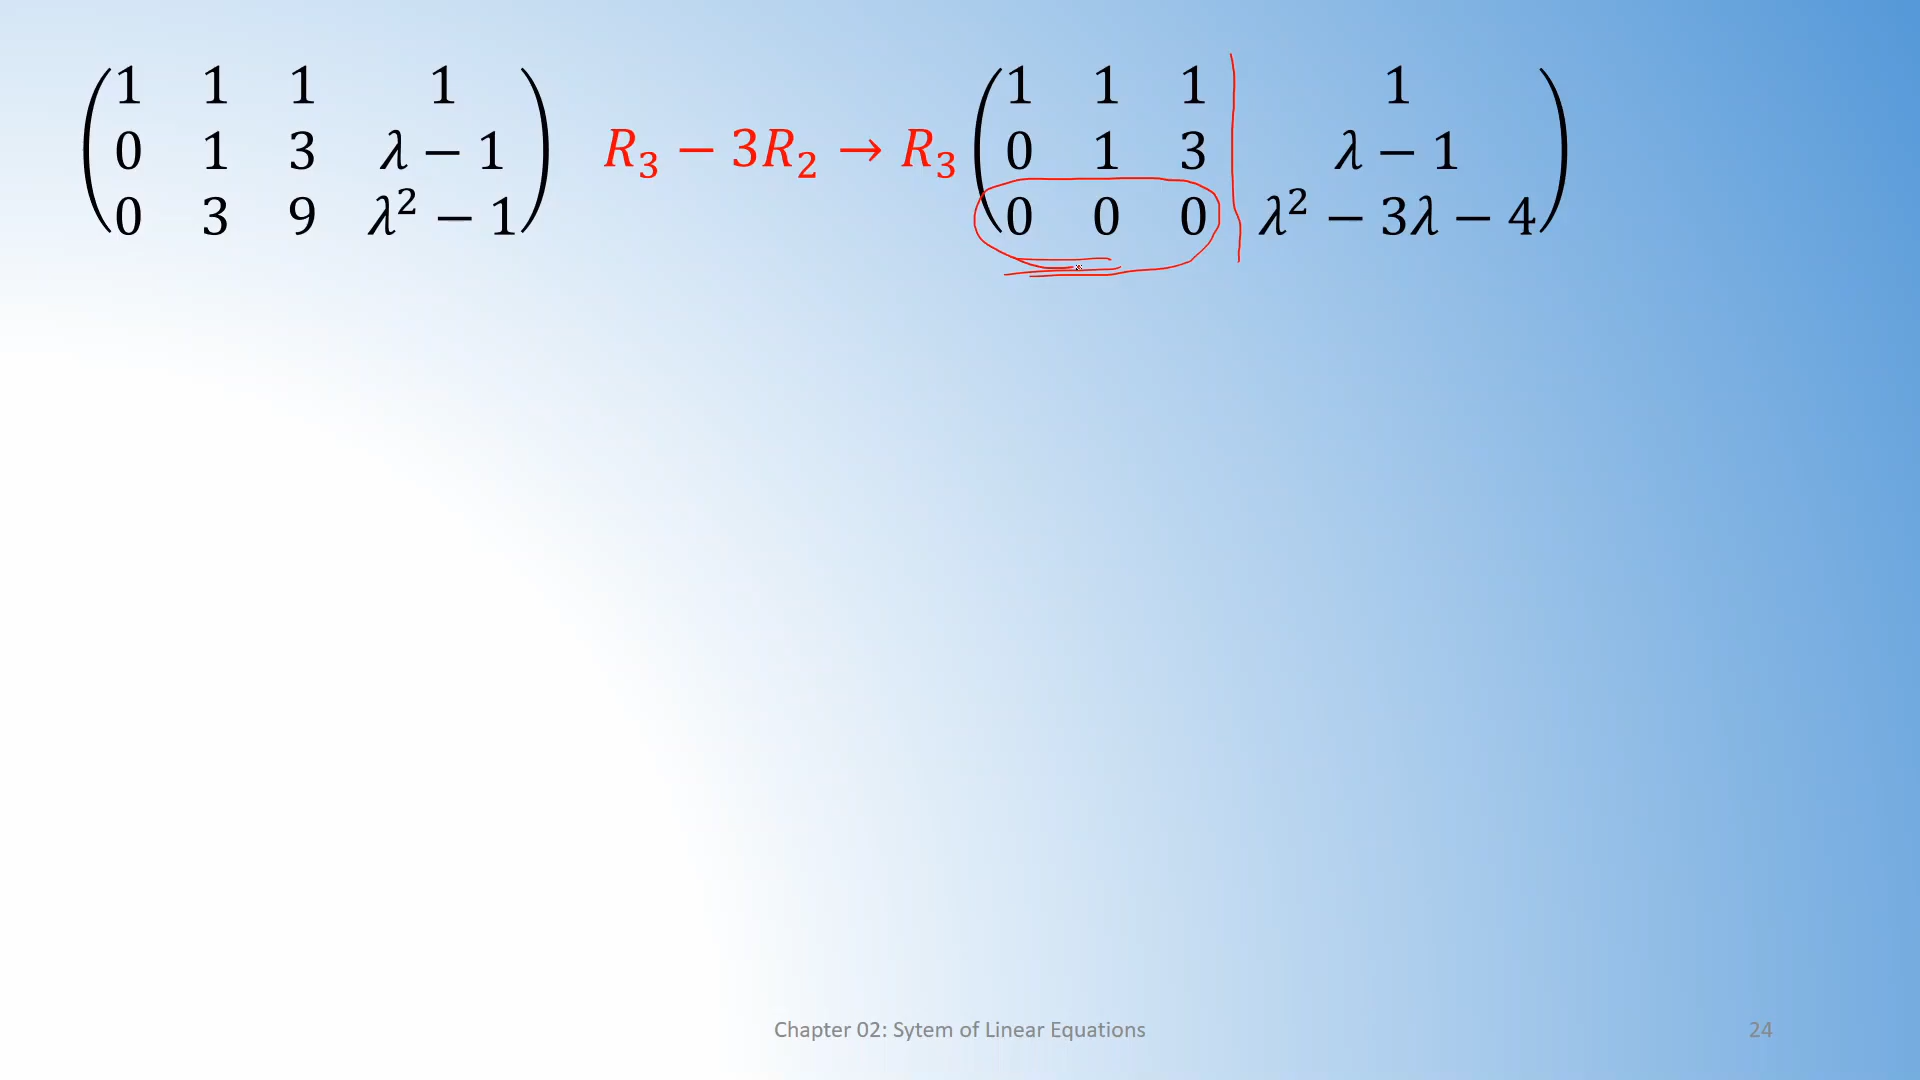 1 1 1 1
0 1 3 λ − 1
0 3 9 λ² − 1
R₃ − 3R₂ → R₃
1 1 1 1
0 1 3 λ − 1
0 0 0 λ² − 3λ − 4
Chapter 02: Sytem of Linear Equations
24